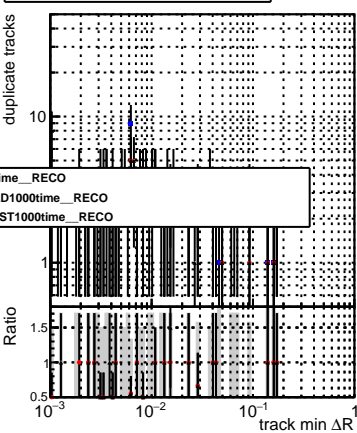 duplicate tracks
10
ime__RECO
D1000time__RECO
ST1000time__RECO
1
Ratio
1.5
1
0.5
10⁻³ 10⁻² 10⁻¹ 1
track min ΔR